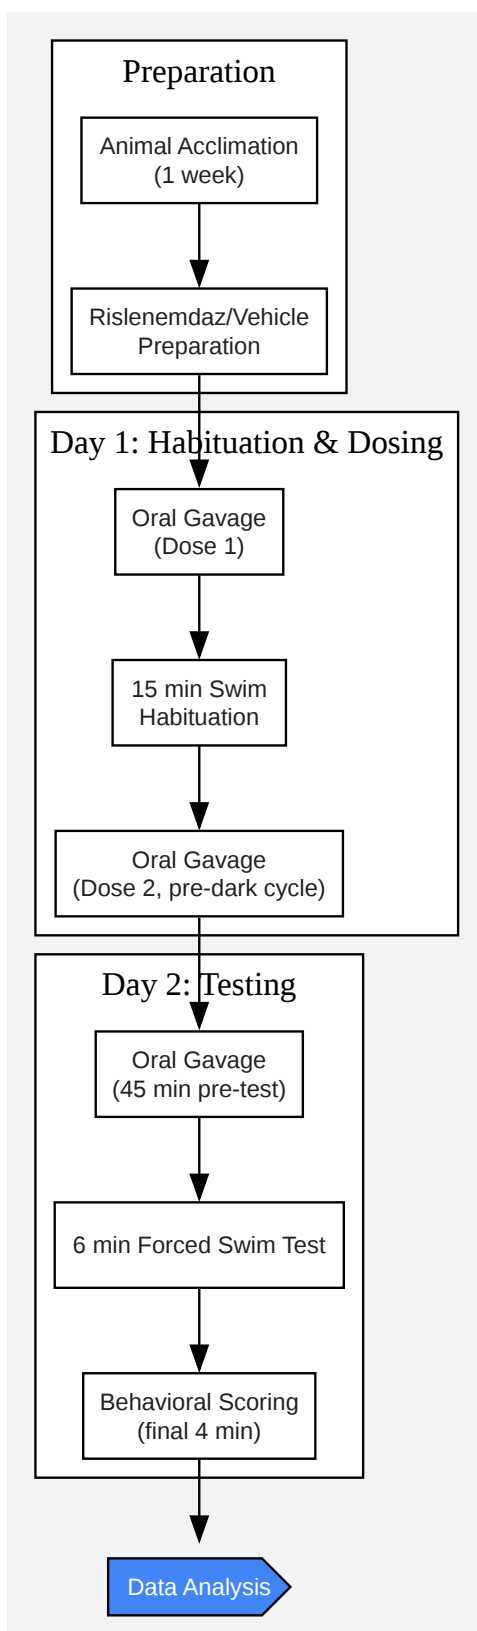 Preparation
Animal Acclimation
(1 week)
Rislenemdaz/Vehicle
Preparation
Day 1: Habituation & Dosing
Oral Gavage
(Dose 1)
15 min Swim
Habituation
Oral Gavage
(Dose 2, pre-dark cycle)
Day 2: Testing
Oral Gavage
(45 min pre-test)
6 min Forced Swim Test
Behavioral Scoring
(final 4 min)
Data Analysis